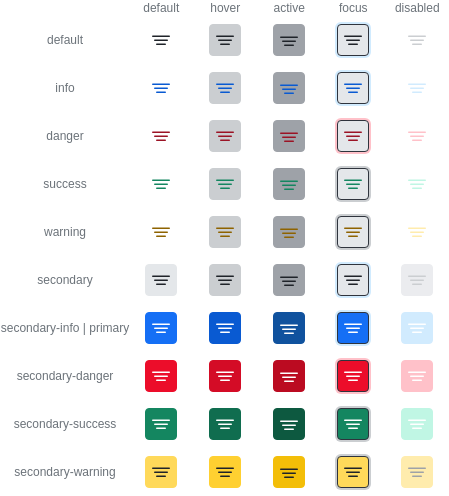 default hover active focus disabled
default
info
danger
success
warning
secondary
secondary-info | primary
secondary-danger
secondary-success
secondary-warning